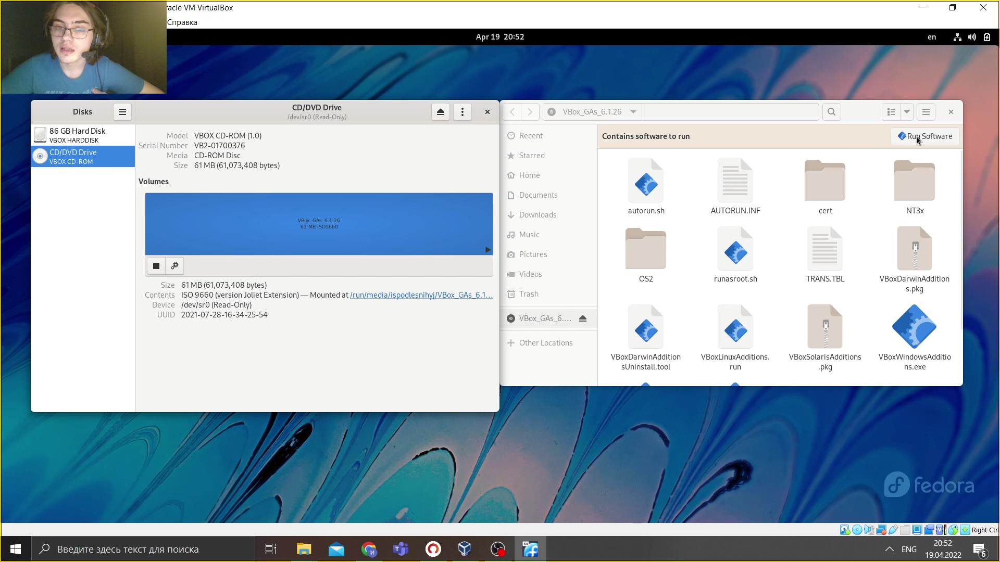 racle VM VirtualBox
Справка
Apr 19 20:52
en
Disks
CD/DVD Drive
/dev/sr0 (Read-Only)
86 GB Hard Disk
VBOX HARDDISK
CD/DVD Drive
VBOX CD-ROM
Model VBOX CD-ROM (1.0)
Serial Number VB2-01700376
Media CD-ROM Disc
Size 61 MB (61,073,408 bytes)
Volumes
VBox_GAs_6.1.26
61 MB ISO9660
Size 61 MB (61,073,408 bytes)
Contents ISO 9660 (version Joliet Extension) — Mounted at /run/media/ispodlesnihyj/VBox_GAs_6.1…
Device /dev/sr0 (Read-Only)
UUID 2021-07-28-16-34-25-54
VBox_GAs_6.1.26
Recent
Starred
Home
Documents
Downloads
Music
Pictures
Videos
Trash
VBox_GAs_6.…
Other Locations
Contains software to run
Run Software
autorun.sh
AUTORUN.INF
cert
NT3x
OS2
runasroot.sh
TRANS.TBL
VBoxDarwinAddition
s.pkg
VBoxDarwinAddition
sUninstall.tool
VBoxLinuxAdditions.
run
VBoxSolarisAdditions
.pkg
VBoxWindowsAdditio
ns.exe
fedora
Right Ctrl
Введите здесь текст для поиска
64
ENG
20:52
19.04.2022
6